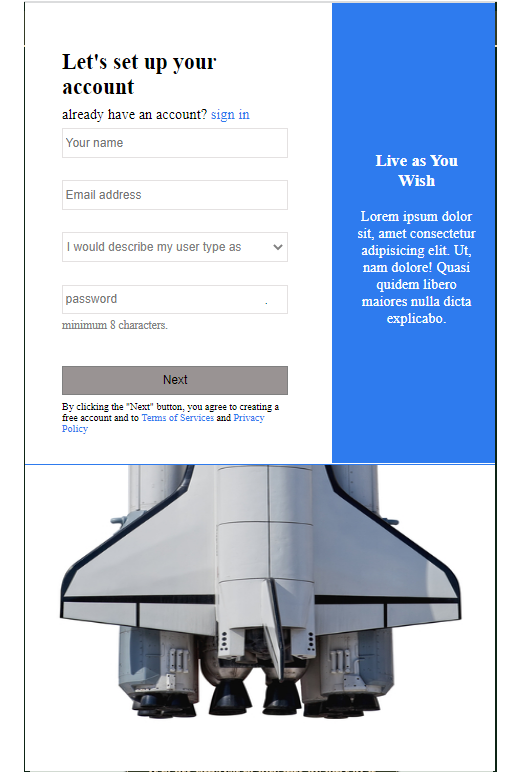 Let's set up your
account
already have an account? sign in
Your name
Email address
I would describe my user type as
password .
minimum 8 characters.
Next
By clicking the "Next" button, you agree to creating a
free account and to Terms of Services and Privacy
Policy
Live as You
Wish
Lorem ipsum dolor
sit, amet consectetur
adipisicing elit. Ut,
nam dolore! Quasi
quidem libero
maiores nulla dicta
explicabo.